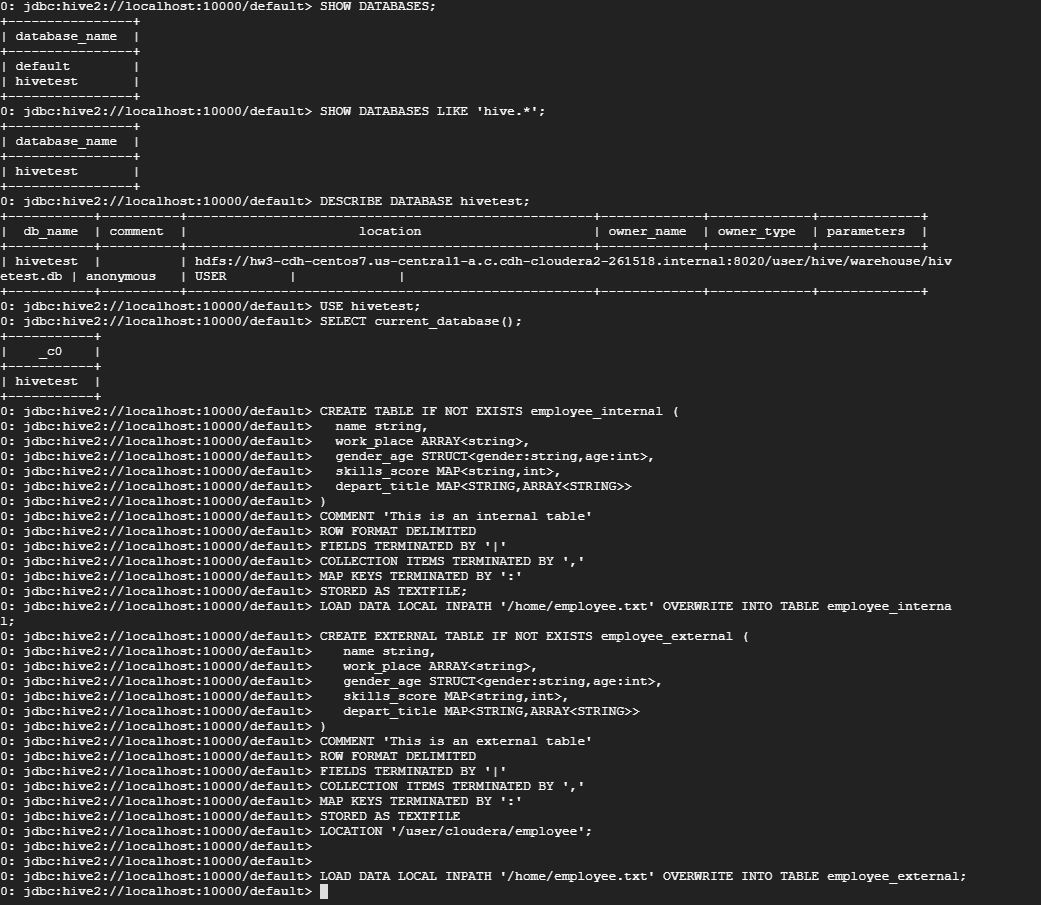 0: jdbc:hive2://localhost:10000/default> SHOW DATABASES;
+----------------+
| database_name  |
+----------------+
| default        |
| hivetest       |
+----------------+
0: jdbc:hive2://localhost:10000/default> SHOW DATABASES LIKE 'hive.*';
+----------------+
| database_name  |
+----------------+
| hivetest       |
+----------------+
0: jdbc:hive2://localhost:10000/default> DESCRIBE DATABASE hivetest;
+-----------+----------+----------------------------------------------------+-------------+-------------+-------------+
|  db_name  | comment  |                      location                      | owner_name  | owner_type  | parameters  |
+-----------+----------+----------------------------------------------------+-------------+-------------+-------------+
| hivetest  |          | hdfs://hw3-cdh-centos7.us-central1-a.c.cdh-cloudera2-261518.internal:8020/user/hive/warehouse/hiv
etest.db | anonymous   | USER        |             |
+-----------+----------+----------------------------------------------------+-------------+-------------+-------------+
0: jdbc:hive2://localhost:10000/default> USE hivetest;
0: jdbc:hive2://localhost:10000/default> SELECT current_database();
+-----------+
|    _c0    |
+-----------+
| hivetest  |
+-----------+
0: jdbc:hive2://localhost:10000/default> CREATE TABLE IF NOT EXISTS employee_internal (
0: jdbc:hive2://localhost:10000/default>   name string,
0: jdbc:hive2://localhost:10000/default>   work_place ARRAY<string>,
0: jdbc:hive2://localhost:10000/default>   gender_age STRUCT<gender:string,age:int>,
0: jdbc:hive2://localhost:10000/default>   skills_score MAP<string,int>,
0: jdbc:hive2://localhost:10000/default>   depart_title MAP<STRING,ARRAY<STRING>>
0: jdbc:hive2://localhost:10000/default> )
0: jdbc:hive2://localhost:10000/default> COMMENT 'This is an internal table'
0: jdbc:hive2://localhost:10000/default> ROW FORMAT DELIMITED
0: jdbc:hive2://localhost:10000/default> FIELDS TERMINATED BY '|'
0: jdbc:hive2://localhost:10000/default> COLLECTION ITEMS TERMINATED BY ','
0: jdbc:hive2://localhost:10000/default> MAP KEYS TERMINATED BY ':'
0: jdbc:hive2://localhost:10000/default> STORED AS TEXTFILE;
0: jdbc:hive2://localhost:10000/default> LOAD DATA LOCAL INPATH '/home/employee.txt' OVERWRITE INTO TABLE employee_interna
l;
0: jdbc:hive2://localhost:10000/default> CREATE EXTERNAL TABLE IF NOT EXISTS employee_external (
0: jdbc:hive2://localhost:10000/default>    name string,
0: jdbc:hive2://localhost:10000/default>    work_place ARRAY<string>,
0: jdbc:hive2://localhost:10000/default>    gender_age STRUCT<gender:string,age:int>,
0: jdbc:hive2://localhost:10000/default>    skills_score MAP<string,int>,
0: jdbc:hive2://localhost:10000/default>    depart_title MAP<STRING,ARRAY<STRING>>
0: jdbc:hive2://localhost:10000/default> )
0: jdbc:hive2://localhost:10000/default> COMMENT 'This is an external table'
0: jdbc:hive2://localhost:10000/default> ROW FORMAT DELIMITED
0: jdbc:hive2://localhost:10000/default> FIELDS TERMINATED BY '|'
0: jdbc:hive2://localhost:10000/default> COLLECTION ITEMS TERMINATED BY ','
0: jdbc:hive2://localhost:10000/default> MAP KEYS TERMINATED BY ':'
0: jdbc:hive2://localhost:10000/default> STORED AS TEXTFILE
0: jdbc:hive2://localhost:10000/default> LOCATION '/user/cloudera/employee';
0: jdbc:hive2://localhost:10000/default>
0: jdbc:hive2://localhost:10000/default>
0: jdbc:hive2://localhost:10000/default> LOAD DATA LOCAL INPATH '/home/employee.txt' OVERWRITE INTO TABLE employee_external;
0: jdbc:hive2://localhost:10000/default>